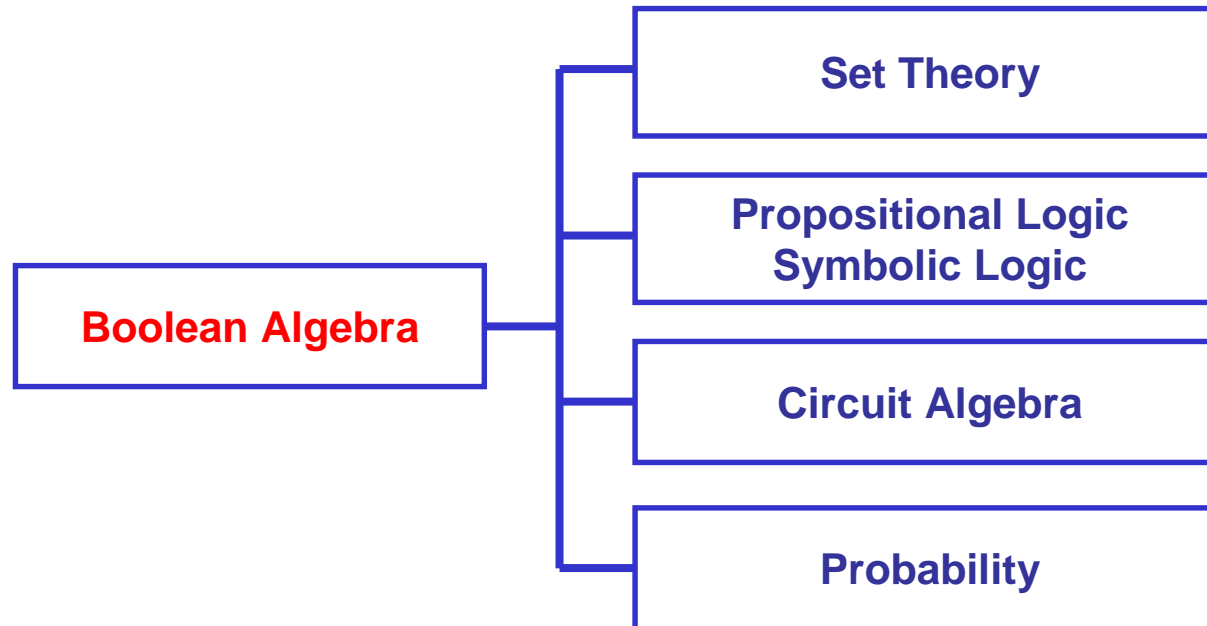 Set Theory
Propositional Logic
Symbolic Logic
Boolean Algebra
Circuit Algebra
Probability